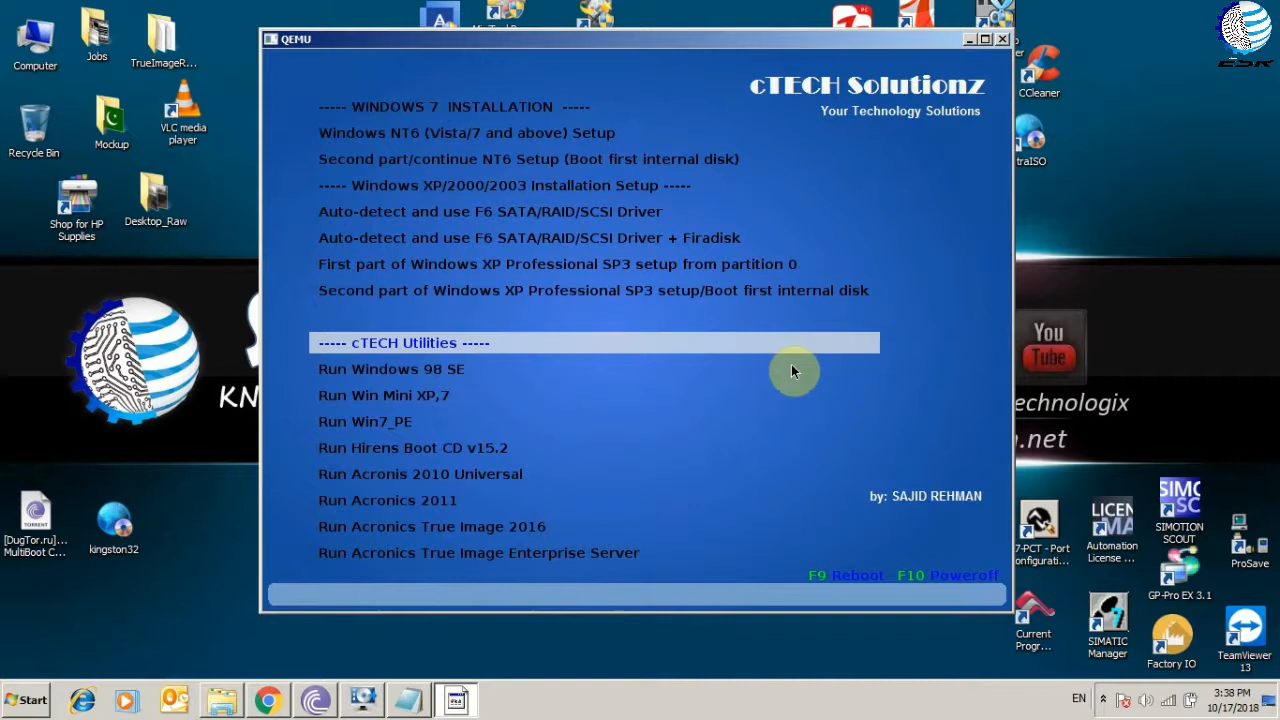 QEMU
cTECH Solutionz
Your Technology Solutions
----- WINDOWS 7  INSTALLATION  -----
Windows NT6 (Vista/7 and above) Setup
Second part/continue NT6 Setup (Boot first internal disk)
----- Windows XP/2000/2003 Installation Setup -----
Auto-detect and use F6 SATA/RAID/SCSI Driver
Auto-detect and use F6 SATA/RAID/SCSI Driver + Firadisk
First part of Windows XP Professional SP3 setup from partition 0
Second part of Windows XP Professional SP3 setup/Boot first internal disk
----- cTECH Utilities -----
Run Windows 98 SE
Run Win Mini XP,7
Run Win7_PE
Run Hirens Boot CD v15.2
Run Acronis 2010 Universal
Run Acronics 2011
Run Acronics True Image 2016
Run Acronics True Image Enterprise Server
by: SAJID REHMAN
F9 Reboot  F10 Poweroff
Computer
Jobs
TrueImageR...
Recycle Bin
Mockup
VLC media
player
Shop for HP
Supplies
Desktop_Raw
KN
[DugTor.ru]...
MultiBoot C...
kingston32
ESR
CCleaner
traISO
You
Tube
echnologix
n.net
7-PCT - Port
onfigurati...
Automation
License ...
SIMOTION
SCOUT
ProSave
GP-Pro EX 3.1
Current
Progr...
SIMATIC
Manager
Factory IO
TeamViewer
13
Start
EN
3:38 PM
10/17/2018